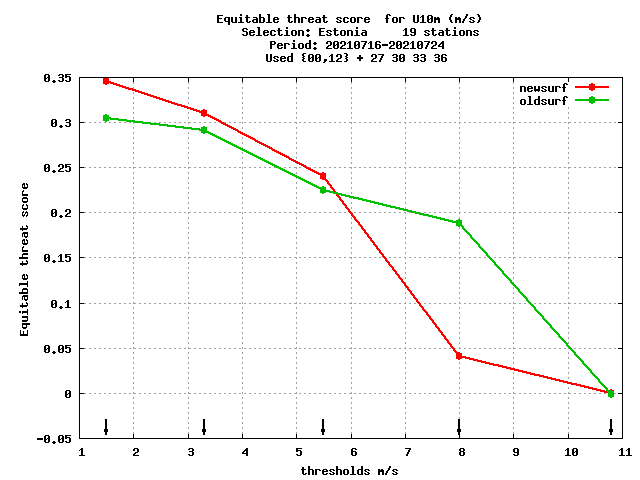 Equitable threat score  for U10m (m/s)
Selection: Estonia     19 stations
Period: 20210716-20210724
Used {00,12} + 27 30 33 36
newsurf
oldsurf
0.35
0.3
0.25
0.2
0.15
0.1
0.05
0
-0.05
Equitable threat score
1 2 3 4 5 6 7 8 9 10 11
thresholds m/s